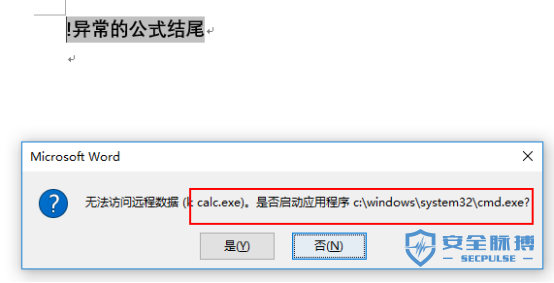 !异常的公式结尾
Microsoft Word
无法访问远程数据 (k calc.exe)。是否启动应用程序 c:\windows\system32\cmd.exe?
是(Y)
否(N)
安全脉搏
SECPULSE